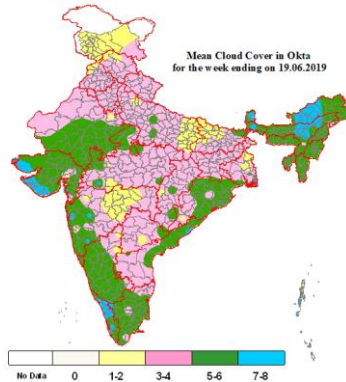 Mean Cloud Cover in Okta
for the week ending on 19.06.2019
No Data 0 1-2 3-4 5-6 7-8